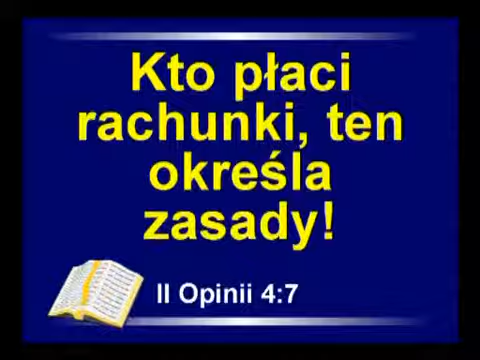 Kto płaci
rachunki, ten
określa
zasady!
II Opinii 4:7